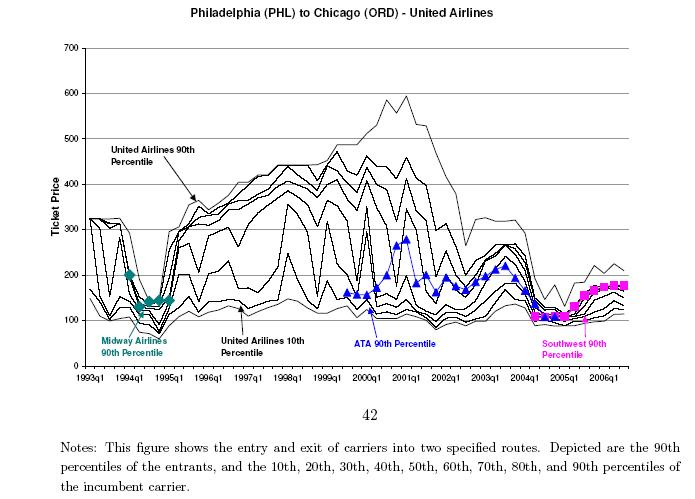 Philadelphia (PHL) to Chicago (ORD) - United Airlines
700
600
500
400
300
200
100
0
Ticket Price
United Airlines 90th
Percentile
Midway Airlines
90th Percentile
United Airlines 10th
Percentile
ATA 90th Percentile
Southwest 90th
Percentile
1993q1 1994q1 1995q1 1996q1 1997q1 1998q1 1999q1 2000q1 2001q1 2002q1 2003q1 2004q1 2005q1 2006q1
42
Notes: This figure shows the entry and exit of carriers into two specified routes. Depicted are the 90th
percentiles of the entrants, and the 10th, 20th, 30th, 40th, 50th, 60th, 70th, 80th, and 90th percentiles of
the incumbent carrier.